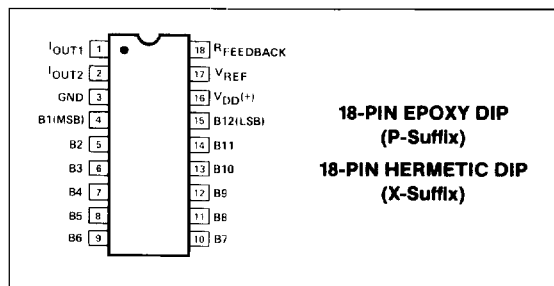 IOUT1 1
IOUT2 2
GND 3
B1(MSB) 4
B2 5
B3 6
B4 7
B5 8
B6 9
18 RFEEDBACK
17 VREF
16 VDD(+)
15 B12(LSB)
14 B11
13 B10
12 B9
11 B8
10 B7
18-PIN EPOXY DIP
(P-Suffix)
18-PIN HERMETIC DIP
(X-Suffix)